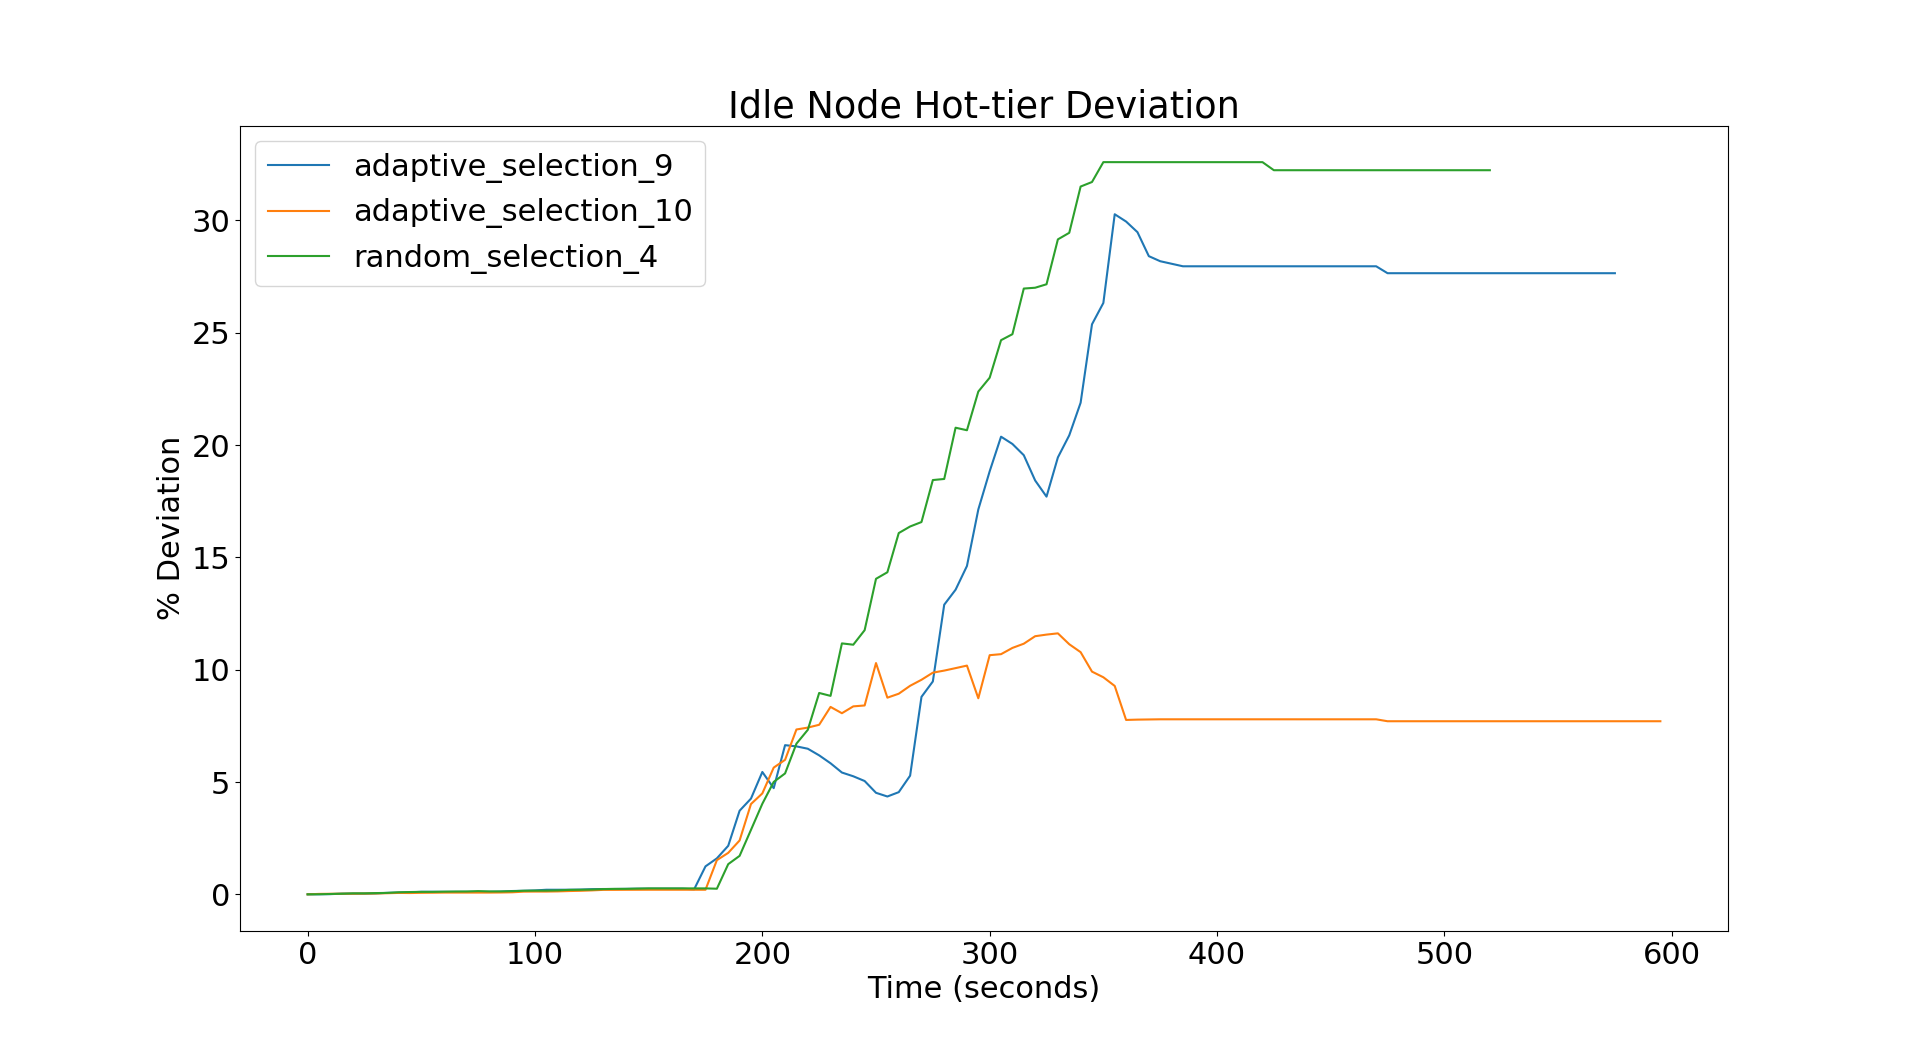 Idle Node Hot-tier Deviation
adaptive_selection_9
adaptive_selection_10
random_selection_4
% Deviation
30
25
20
15
10
5
0
0 100 200 300 400 500 600
Time (seconds)